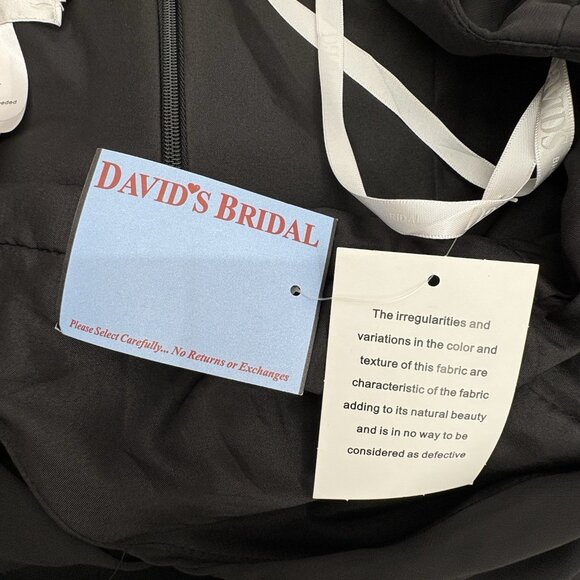 DAVID'S BRIDAL
Please Select Carefully... No Returns or Exchanges
The irregularities and
variations in the color and
texture of this fabric are
characteristic of the fabric
adding to its natural beauty
and is in no way to be
considered as defective
BRIDAL
eeded